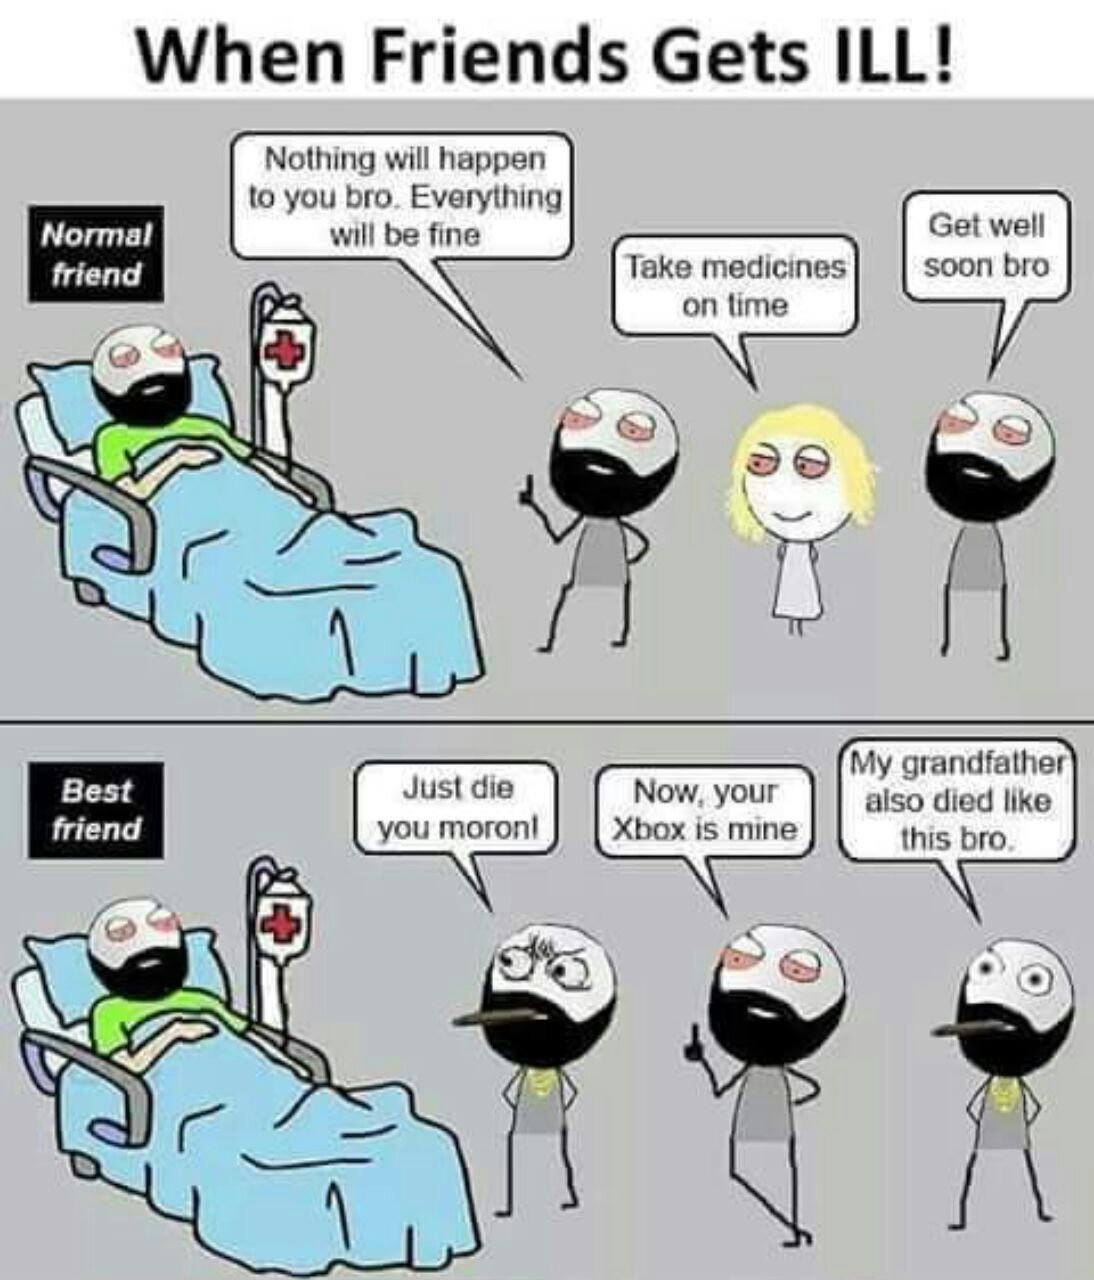 When Friends Gets ILL!
Normal
friend
Nothing will happen
to you bro. Everything
will be fine
Take medicines
on time
Get well
soon bro
Best
friend
Just die
you moron!
Now, your
Xbox is mine
My grandfather
also died like
this bro.